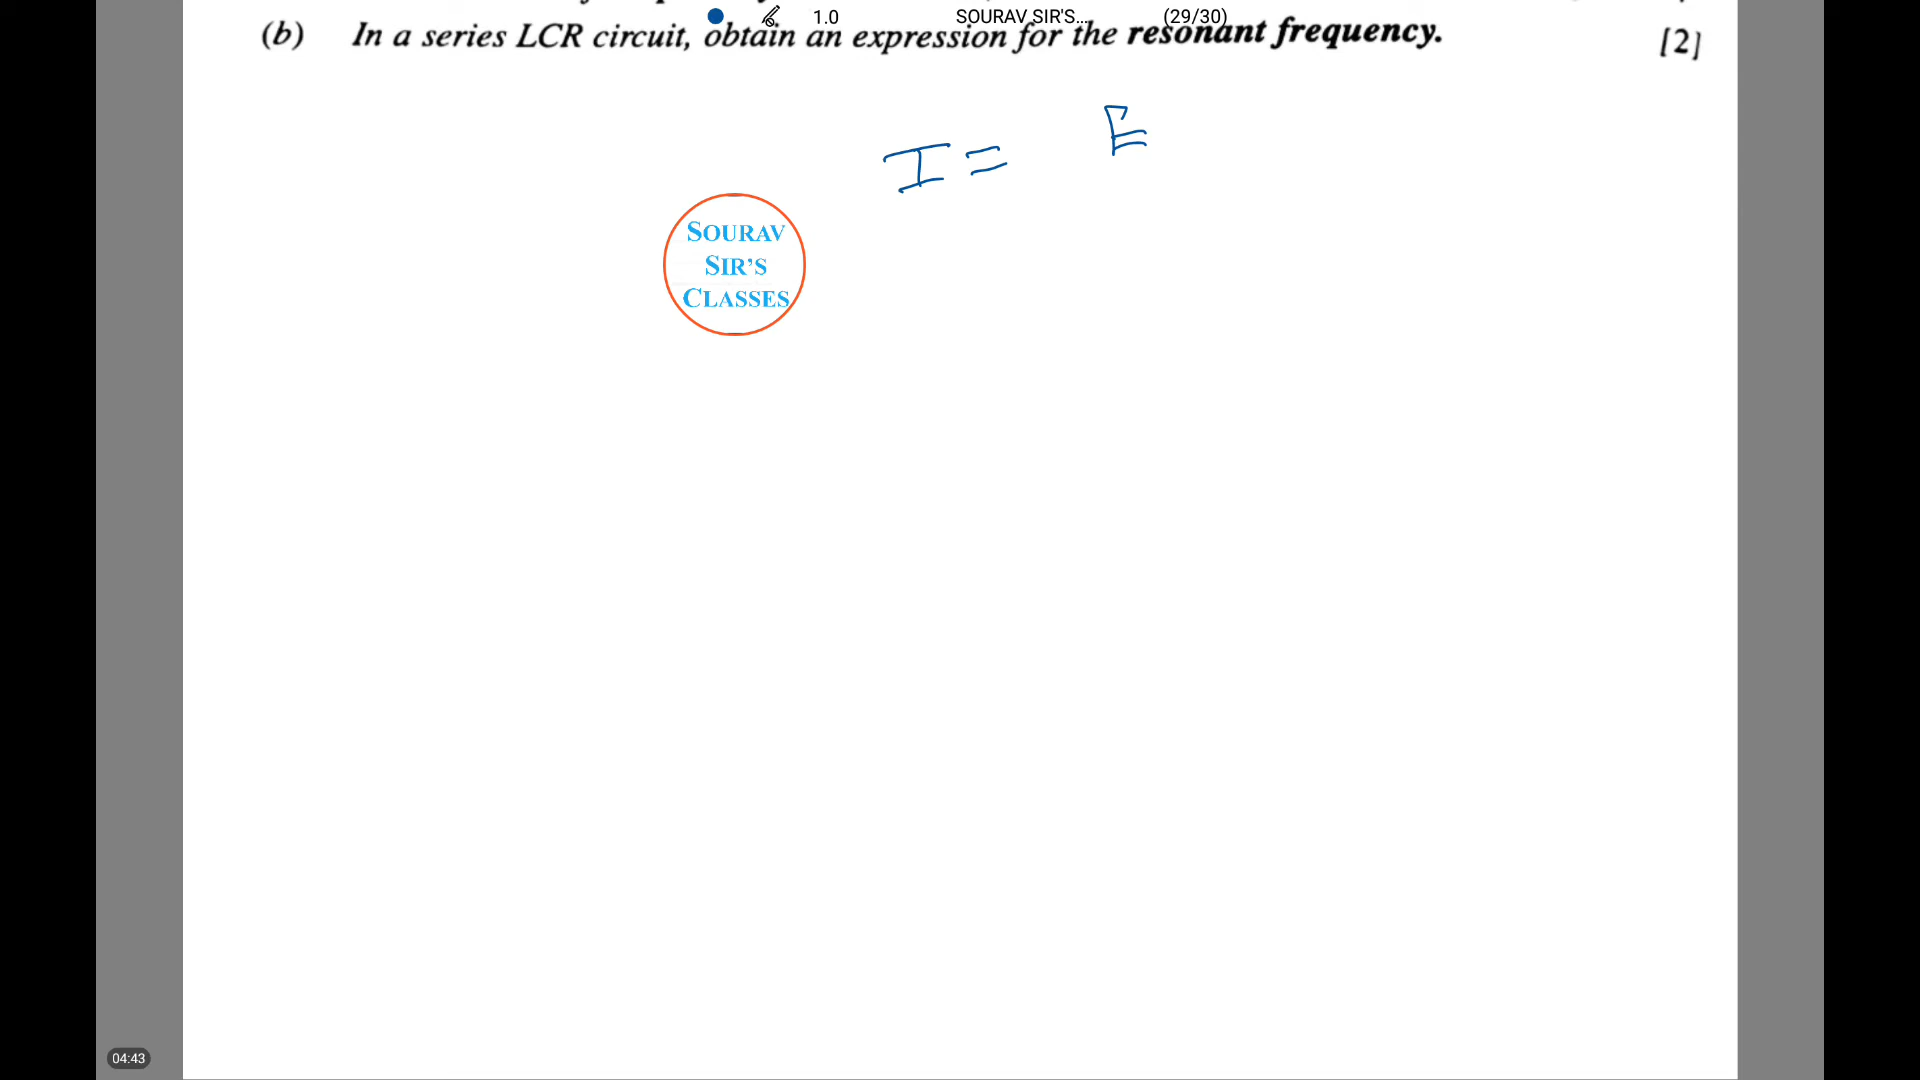 1.0 SOURAV SIR'S... (29/30)
(b) In a series LCR circuit, obtain an expression for the resonant frequency. [2]
I = E
SOURAV
SIR'S
CLASSES
04:43